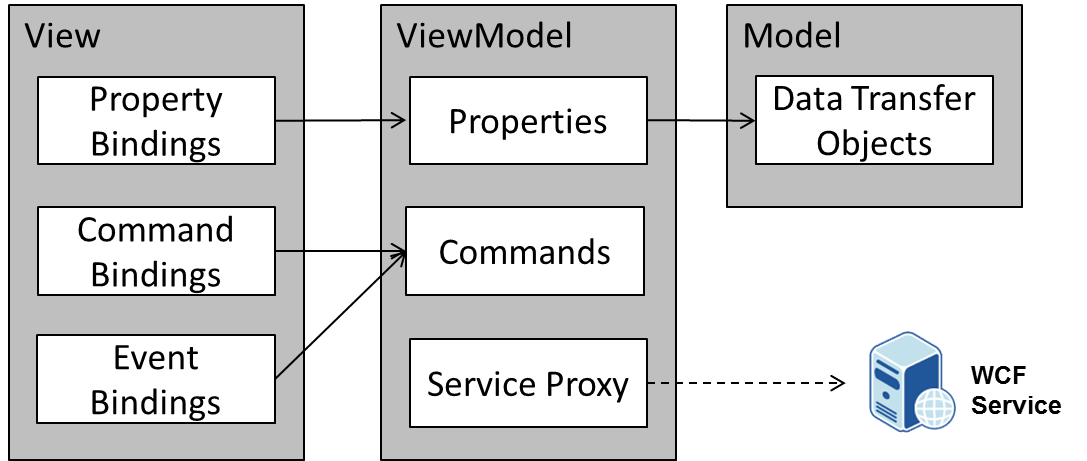 View
Property
Bindings
Command
Bindings
Event
Bindings
ViewModel
Properties
Commands
Service Proxy
Model
Data Transfer
Objects
WCF
Service